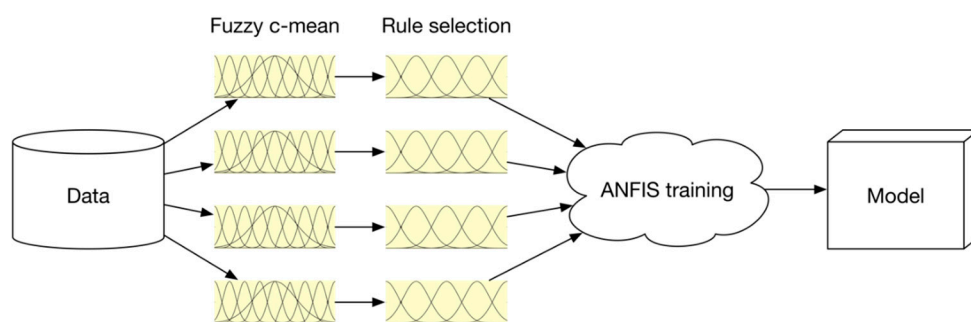 Fuzzy c-mean
Rule selection
Data
ANFIS training
Model